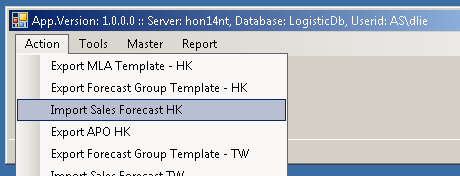 App.Version: 1.0.0.0 :: Server: hon14nt, Database: LogisticDb, Userid: AS\dlie
Action Tools Master Report
Export MLA Template - HK
Export Forecast Group Template - HK
Import Sales Forecast HK
Export APO HK
Export Forecast Group Template - TW
Import Sales Forecast TW